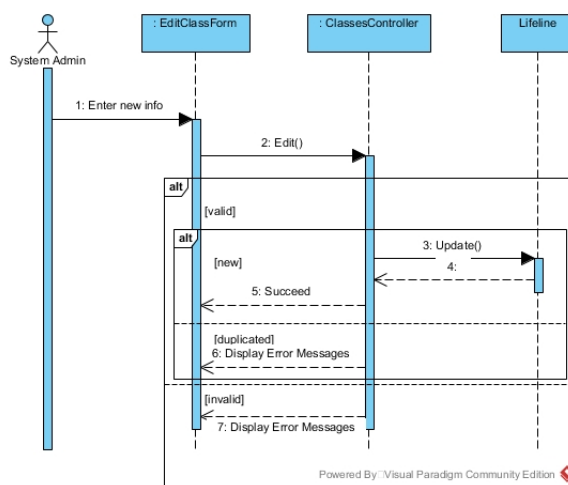 : EditClassForm
: ClassesController
Lifeline
System Admin
1: Enter new info
2: Edit()
alt
[valid]
alt
3: Update()
[new]
4:
5: Succeed
[duplicated]
6: Display Error Messages
[invalid]
7: Display Error Messages
Powered By Visual Paradigm Community Edition